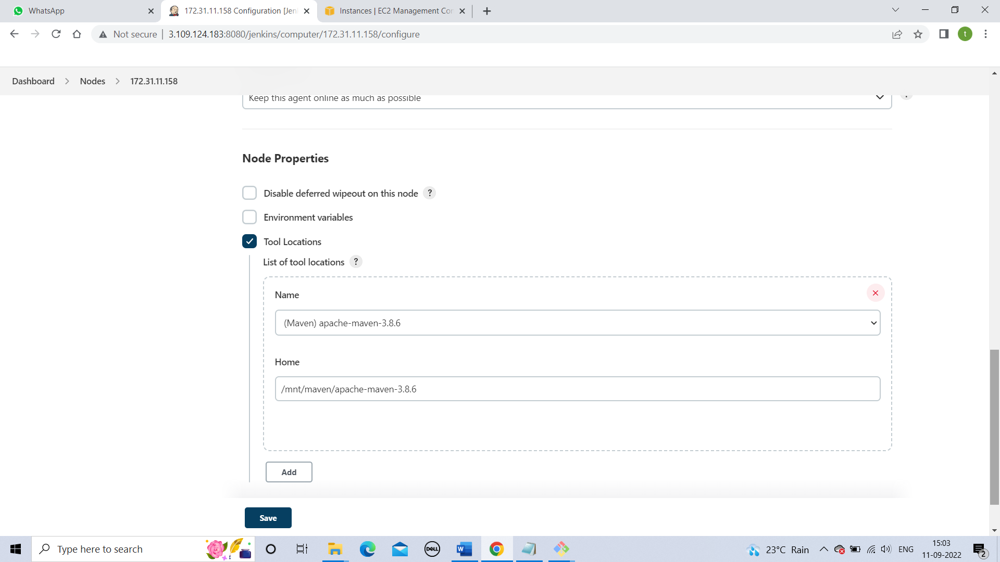 WhatsApp
172.31.11.158 Configuration [Jen
Instances | EC2 Management Con
Not secure
3.109.124.183:8080/jenkins/computer/172.31.11.158/configure
t
Dashboard
Nodes
172.31.11.158
Keep this agent online as much as possible
Node Properties
Disable deferred wipeout on this node
?
Environment variables
Tool Locations
List of tool locations
?
Name
(Maven) apache-maven-3.8.6
Home
/mnt/maven/apache-maven-3.8.6
Add
Save
Type here to search
DELL
W
23°C Rain
ENG
15:03
11-09-2022
2